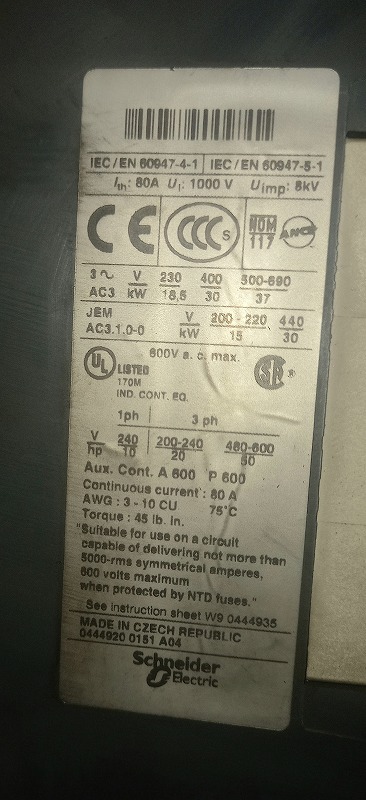 IEC/EN 60947-4-1 IEC/EN 60947-5-1
Ith: 80A Ui: 1000 V Uimp: 8kV
CE CCC S NOM 117 ANCE
3~ V 230 400 500-690
AC3 kW 18,5 30 37
JEM V 200-220 440
AC3.1.0-0 kW 15 30
600V a. c. max.
UL LISTED
170M
IND. CONT. EQ.
®
1ph 3 ph
V 240 200-240 480-600
hp 10 20 50
Aux. Cont. A 600 P 600
Continuous current : 80 A
AWG : 3 - 10 CU 75°C
Torque : 45 lb. in.
"Suitable for use on a circuit
capable of delivering not more than
5000-rms symmetrical amperes,
600 volts maximum
when protected by NTD fuses."
See instruction sheet W9 0444935
MADE IN CZECH REPUBLIC
0444920 0151 A04
Schneider
Electric